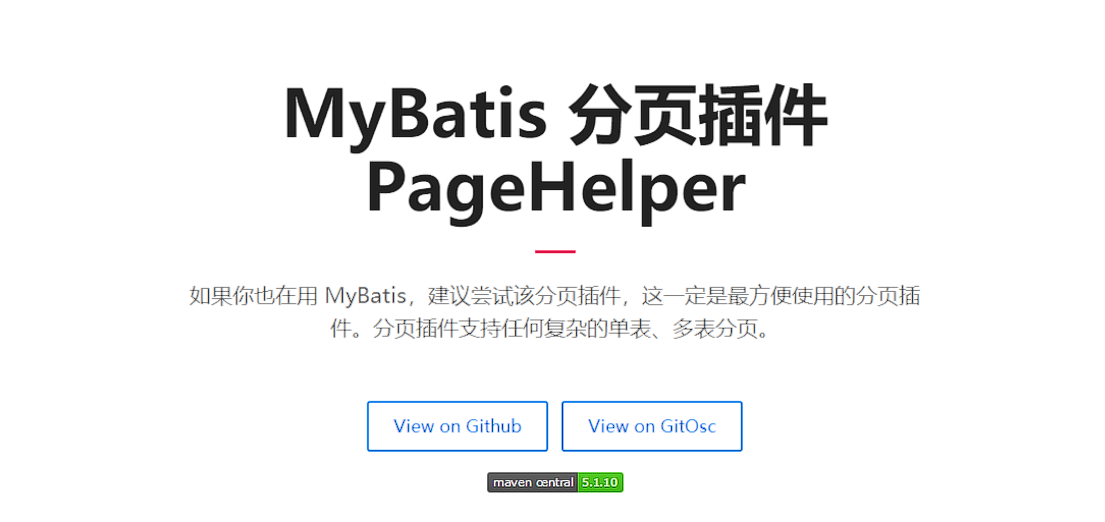 MyBatis 分页插件
PageHelper
如果你也在用 MyBatis，建议尝试该分页插件，这一定是最方便使用的分页插
件。分页插件支持任何复杂的单表、多表分页。
View on Github
View on GitOsc
maven central 5.1.10